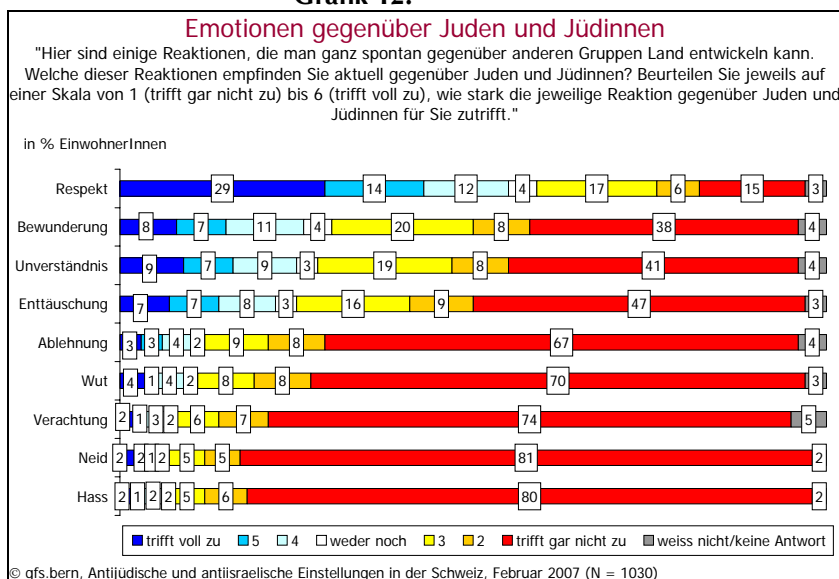 Grafik 12:
Emotionen gegenüber Juden und Jüdinnen
"Hier sind einige Reaktionen, die man ganz spontan gegenüber anderen Gruppen Land entwickeln kann.
Welche dieser Reaktionen empfinden Sie aktuell gegenüber Juden und Jüdinnen? Beurteilen Sie jeweils auf
einer Skala von 1 (trifft gar nicht zu) bis 6 (trifft voll zu), wie stark die jeweilige Reaktion gegenüber Juden und
Jüdinnen für Sie zutrifft."
in % EinwohnerInnen
Respekt 29 14 12 4 17 6 15 3
Bewunderung 8 7 11 4 20 8 38 4
Unverständnis 9 7 9 3 19 8 41 4
Enttäuschung 7 7 8 3 16 9 47 3
Ablehnung 3 3 4 2 9 8 67 4
Wut 4 1 4 2 8 8 70 3
Verachtung 2 1 3 2 6 7 74 5
Neid 2 2 1 2 5 5 81 2
Hass 2 1 2 2 5 6 80 2
trifft voll zu 5 4 weder noch 3 2 trifft gar nicht zu weiss nicht/keine Antwort
© gfs.bern, Antijüdische und antiisraelische Einstellungen in der Schweiz, Februar 2007 (N = 1030)